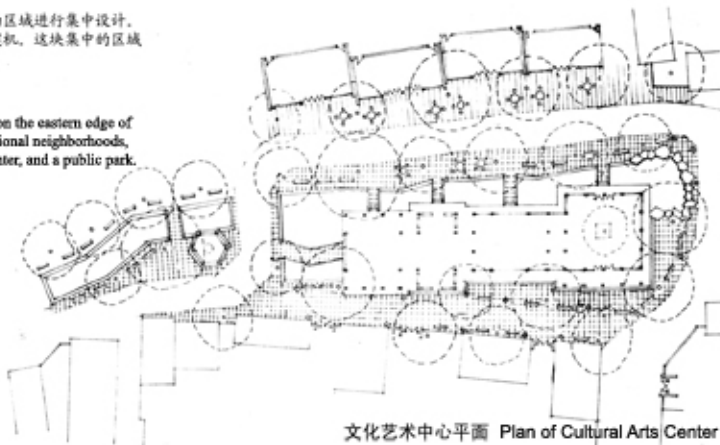 区域进行集中设计。
机，这块集中的区域
on the eastern edge of
ional neighborhoods,
nter, and a public park.
文化艺术中心平面 Plan of Cultural Arts Center